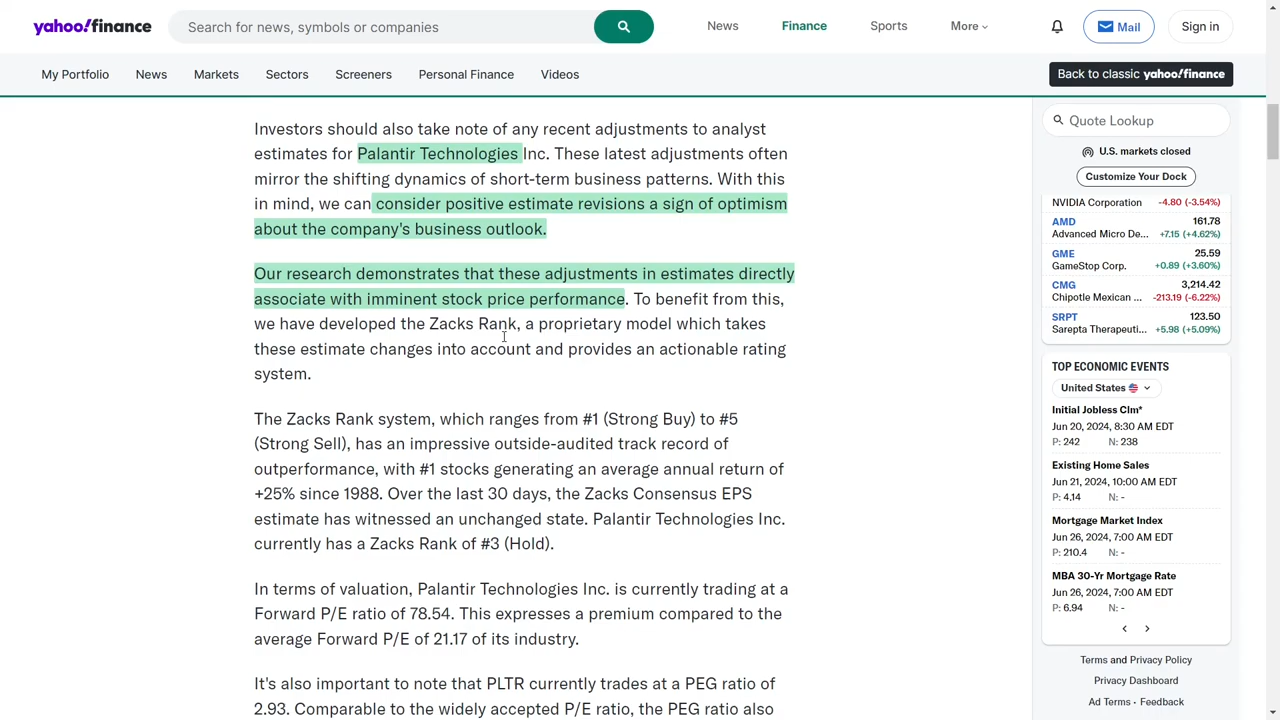 yahoo!finance
Search for news, symbols or companies
News
Finance
Sports
More
Mail
Sign in
My Portfolio
News
Markets
Sectors
Screeners
Personal Finance
Videos
Back to classic yahoo!finance
Investors should also take note of any recent adjustments to analyst
estimates for Palantir Technologies Inc. These latest adjustments often
mirror the shifting dynamics of short-term business patterns. With this
in mind, we can consider positive estimate revisions a sign of optimism
about the company's business outlook.
Our research demonstrates that these adjustments in estimates directly
associate with imminent stock price performance. To benefit from this,
we have developed the Zacks Rank, a proprietary model which takes
these estimate changes into account and provides an actionable rating
system.
The Zacks Rank system, which ranges from #1 (Strong Buy) to #5
(Strong Sell), has an impressive outside-audited track record of
outperformance, with #1 stocks generating an average annual return of
+25% since 1988. Over the last 30 days, the Zacks Consensus EPS
estimate has witnessed an unchanged state. Palantir Technologies Inc.
currently has a Zacks Rank of #3 (Hold).
In terms of valuation, Palantir Technologies Inc. is currently trading at a
Forward P/E ratio of 78.54. This expresses a premium compared to the
average Forward P/E of 21.17 of its industry.
It's also important to note that PLTR currently trades at a PEG ratio of
2.93. Comparable to the widely accepted P/E ratio, the PEG ratio also
Quote Lookup
U.S. markets closed
Customize Your Dock
NVIDIA Corporation -4.80 (-3.54%)
AMD 161.78
Advanced Micro De... +7.15 (+4.62%)
GME 25.59
GameStop Corp. +0.89 (+3.60%)
CMG 3,214.42
Chipotle Mexican ... -213.19 (-6.22%)
SRPT 123.50
Sarepta Therapeuti... +5.98 (+5.09%)
TOP ECONOMIC EVENTS
United States
Initial Jobless Clm*
Jun 20, 2024, 8:30 AM EDT
P: 242 N: 238
Existing Home Sales
Jun 21, 2024, 10:00 AM EDT
P: 4.14 N: -
Mortgage Market Index
Jun 26, 2024, 7:00 AM EDT
P: 210.4 N: -
MBA 30-Yr Mortgage Rate
Jun 26, 2024, 7:00 AM EDT
P: 6.94 N: -
Terms and Privacy Policy
Privacy Dashboard
Ad Terms • Feedback